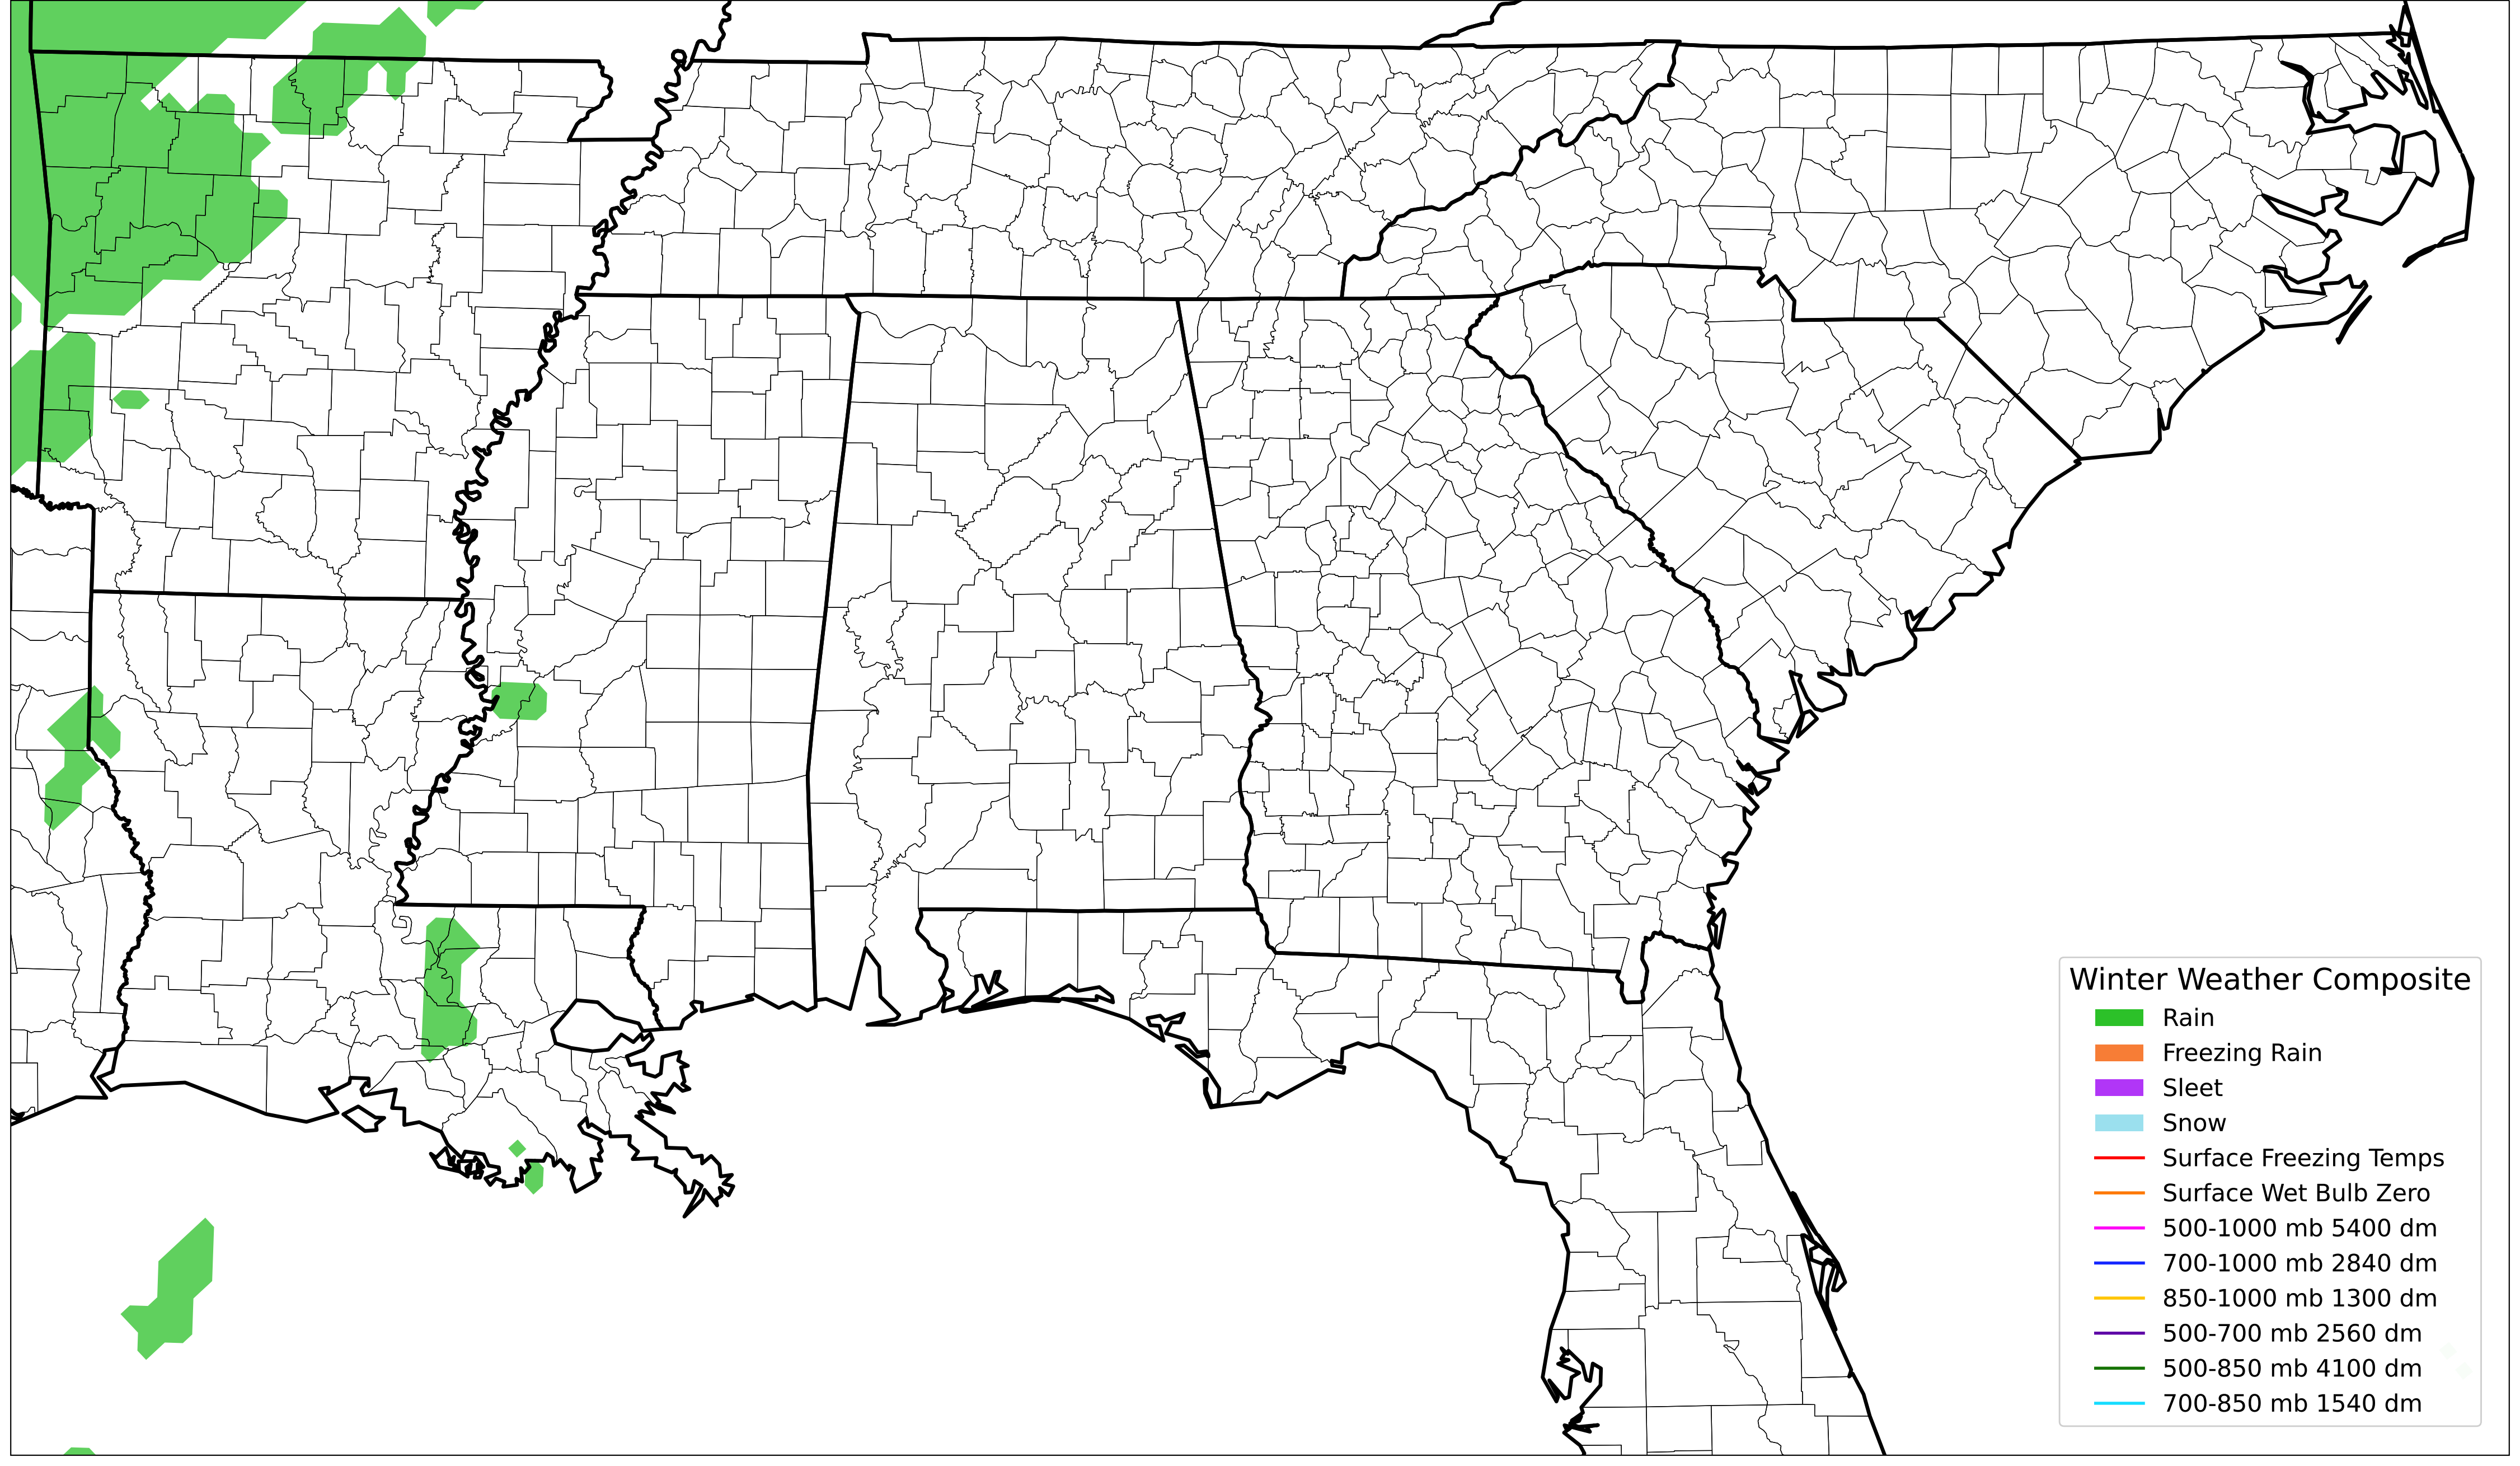 Winter Weather Composite
Rain
Freezing Rain
Sleet
Snow
Surface Freezing Temps
Surface Wet Bulb Zero
500-1000 mb 5400 dm
700-1000 mb 2840 dm
850-1000 mb 1300 dm
500-700 mb 2560 dm
500-850 mb 4100 dm
700-850 mb 1540 dm